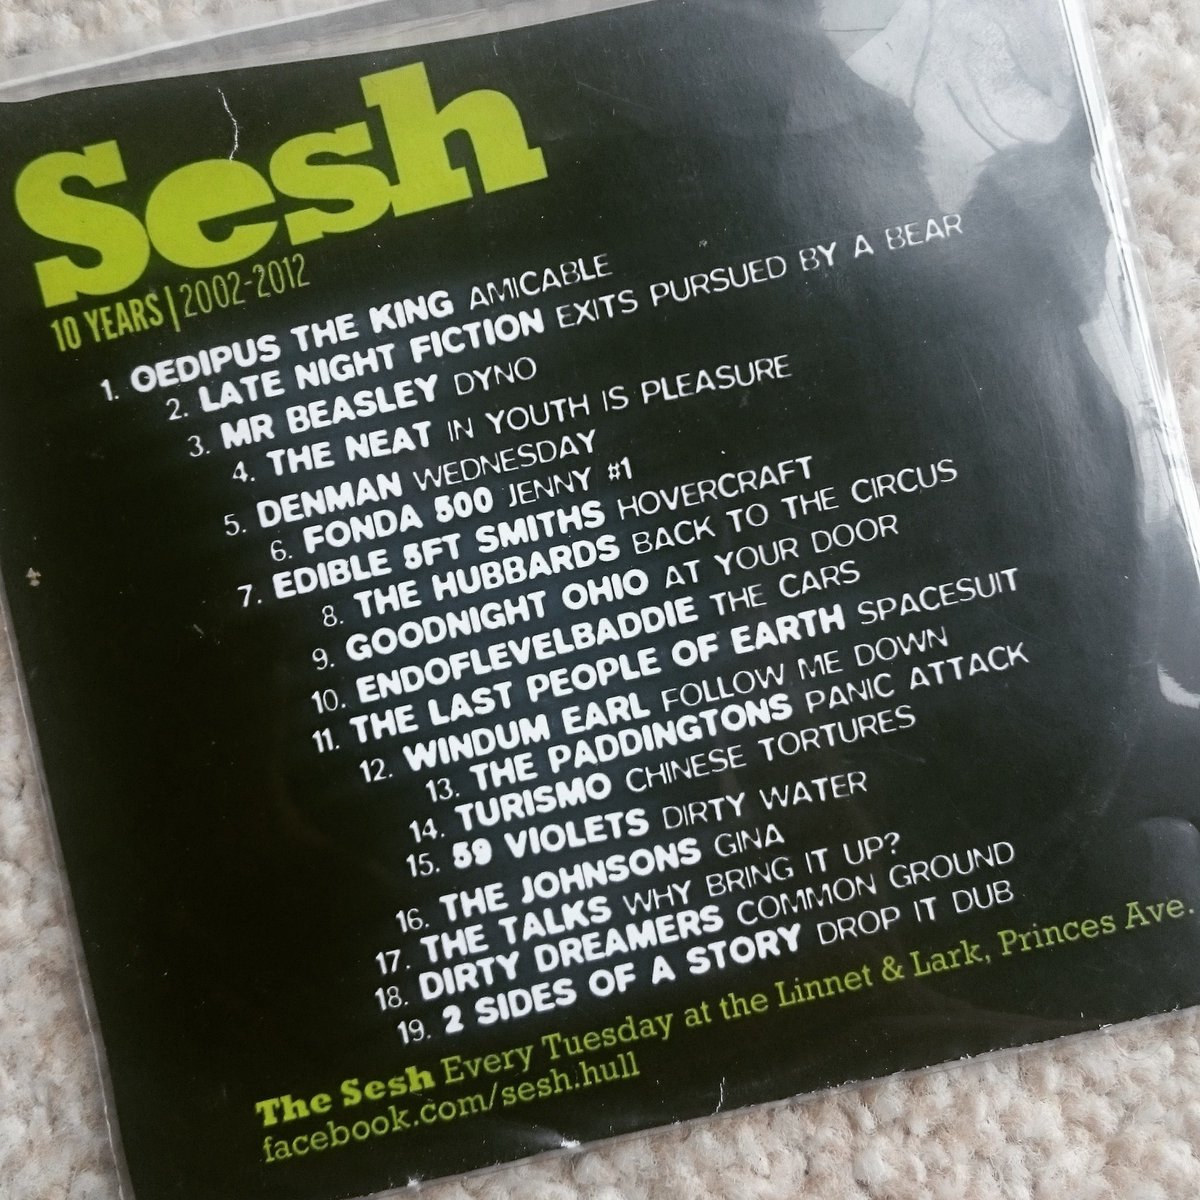 Sesh
10 YEARS | 2002-2012
1. OEDIPUS THE KING AMICABLE
2. LATE NIGHT FICTION EXITS PURSUED BY A BEAR
3. MR BEASLEY DYNO
4. THE NEAT IN YOUTH IS PLEASURE
5. DENMAN WEDNESDAY
6. FONDA 500 JENNY #1
7. EDIBLE 5FT SMITHS HOVERCRAFT
8. THE HUBBARDS BACK TO THE CIRCUS
9. GOODNIGHT OHIO AT YOUR DOOR
10. ENDOFLEVELBADDIE THE CARS
11. THE LAST PEOPLE OF EARTH SPACESUIT
12. WINDUM EARL FOLLOW ME DOWN
13. THE PADDINGTONS PANIC ATTACK
14. TURISMO CHINESE TORTURES
15. 59 VIOLETS DIRTY WATER
16. THE JOHNSONS GINA
17. THE TALKS WHY BRING IT UP?
18. DIRTY DREAMERS COMMON GROUND
19. 2 SIDES OF A STORY DROP IT DUB
The Sesh Every Tuesday at the Linnet & Lark, Princes Ave.
facebook.com/sesh.hull